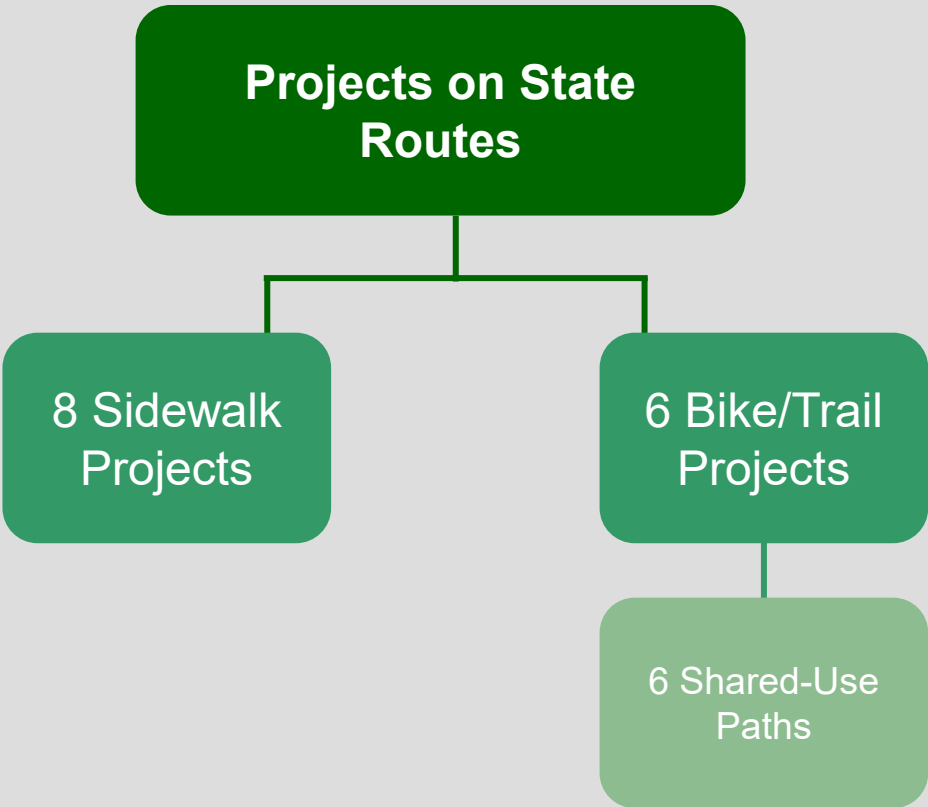 Projects on State
Routes
8 Sidewalk
Projects
6 Bike/Trail
Projects
6 Shared-Use
Paths